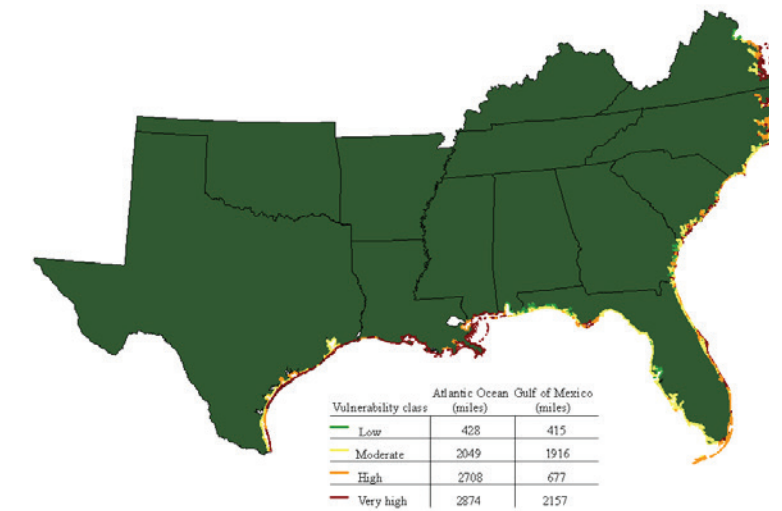 Atlantic Ocean Gulf of Mexico
Vulnerability class (miles) (miles)
Low 428 415
Moderate 2049 1916
High 2708 677
Very high 2874 2157